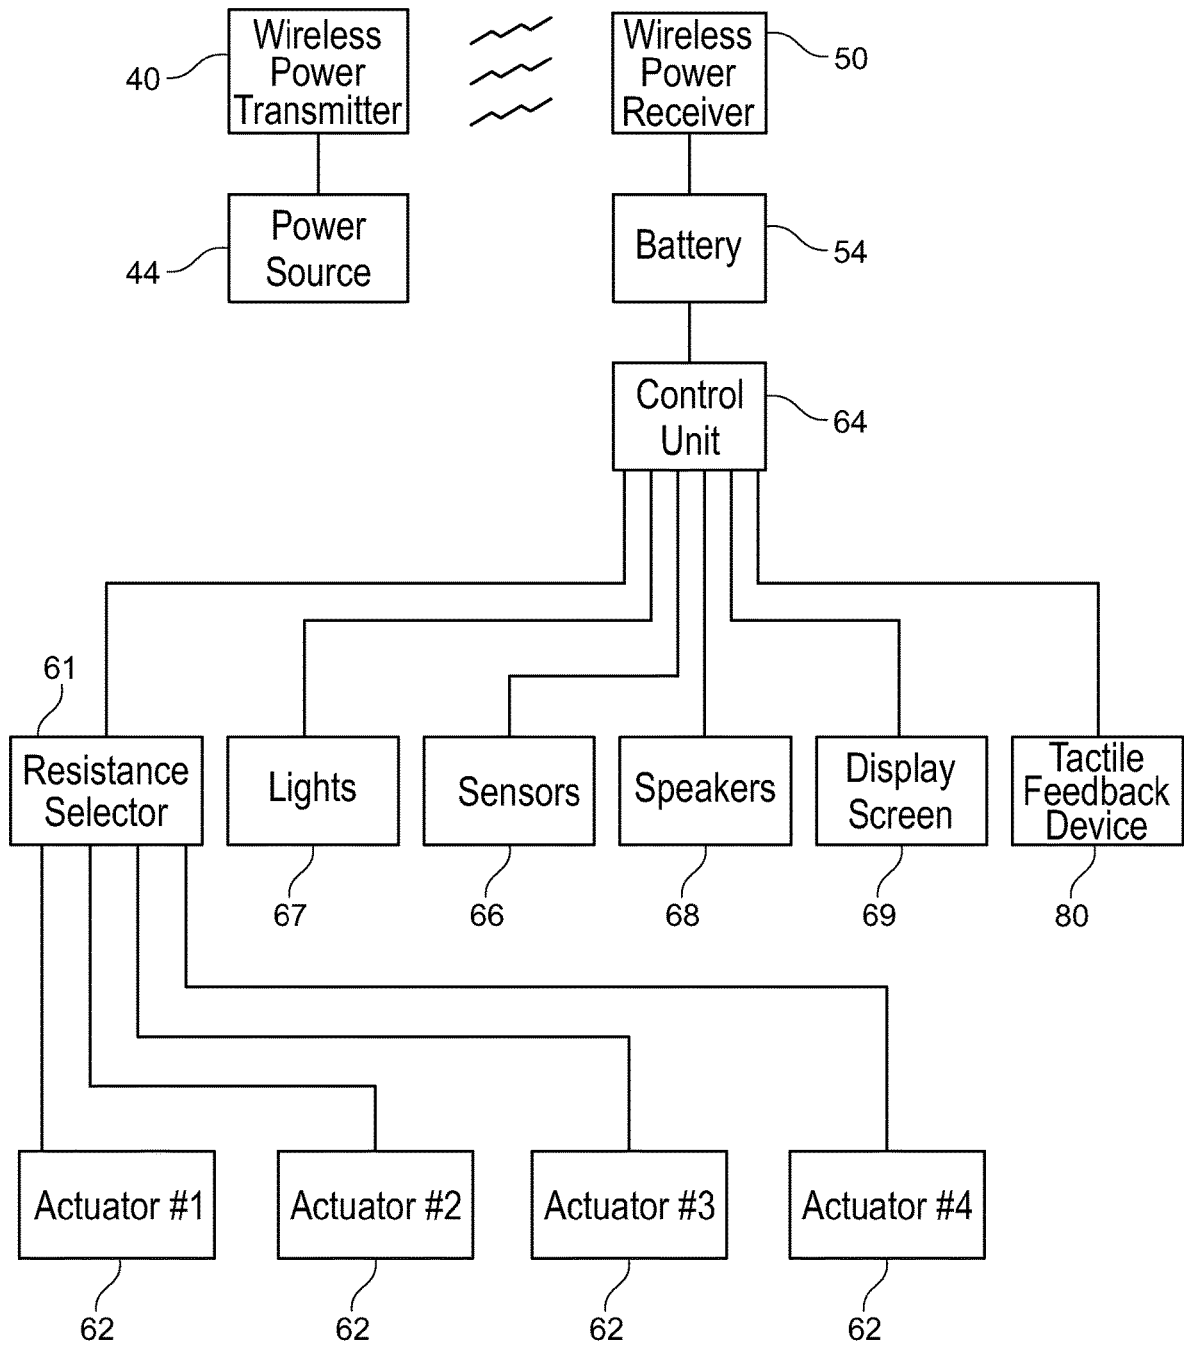 Wireless
Power
Transmitter
40
Wireless
Power
Receiver
50
Power
Source
44
Battery
54
Control
Unit
64
61
Resistance
Selector
Lights
67
Sensors
66
Speakers
68
Display
Screen
69
Tactile
Feedback
Device
80
Actuator #1
62
Actuator #2
62
Actuator #3
62
Actuator #4
62